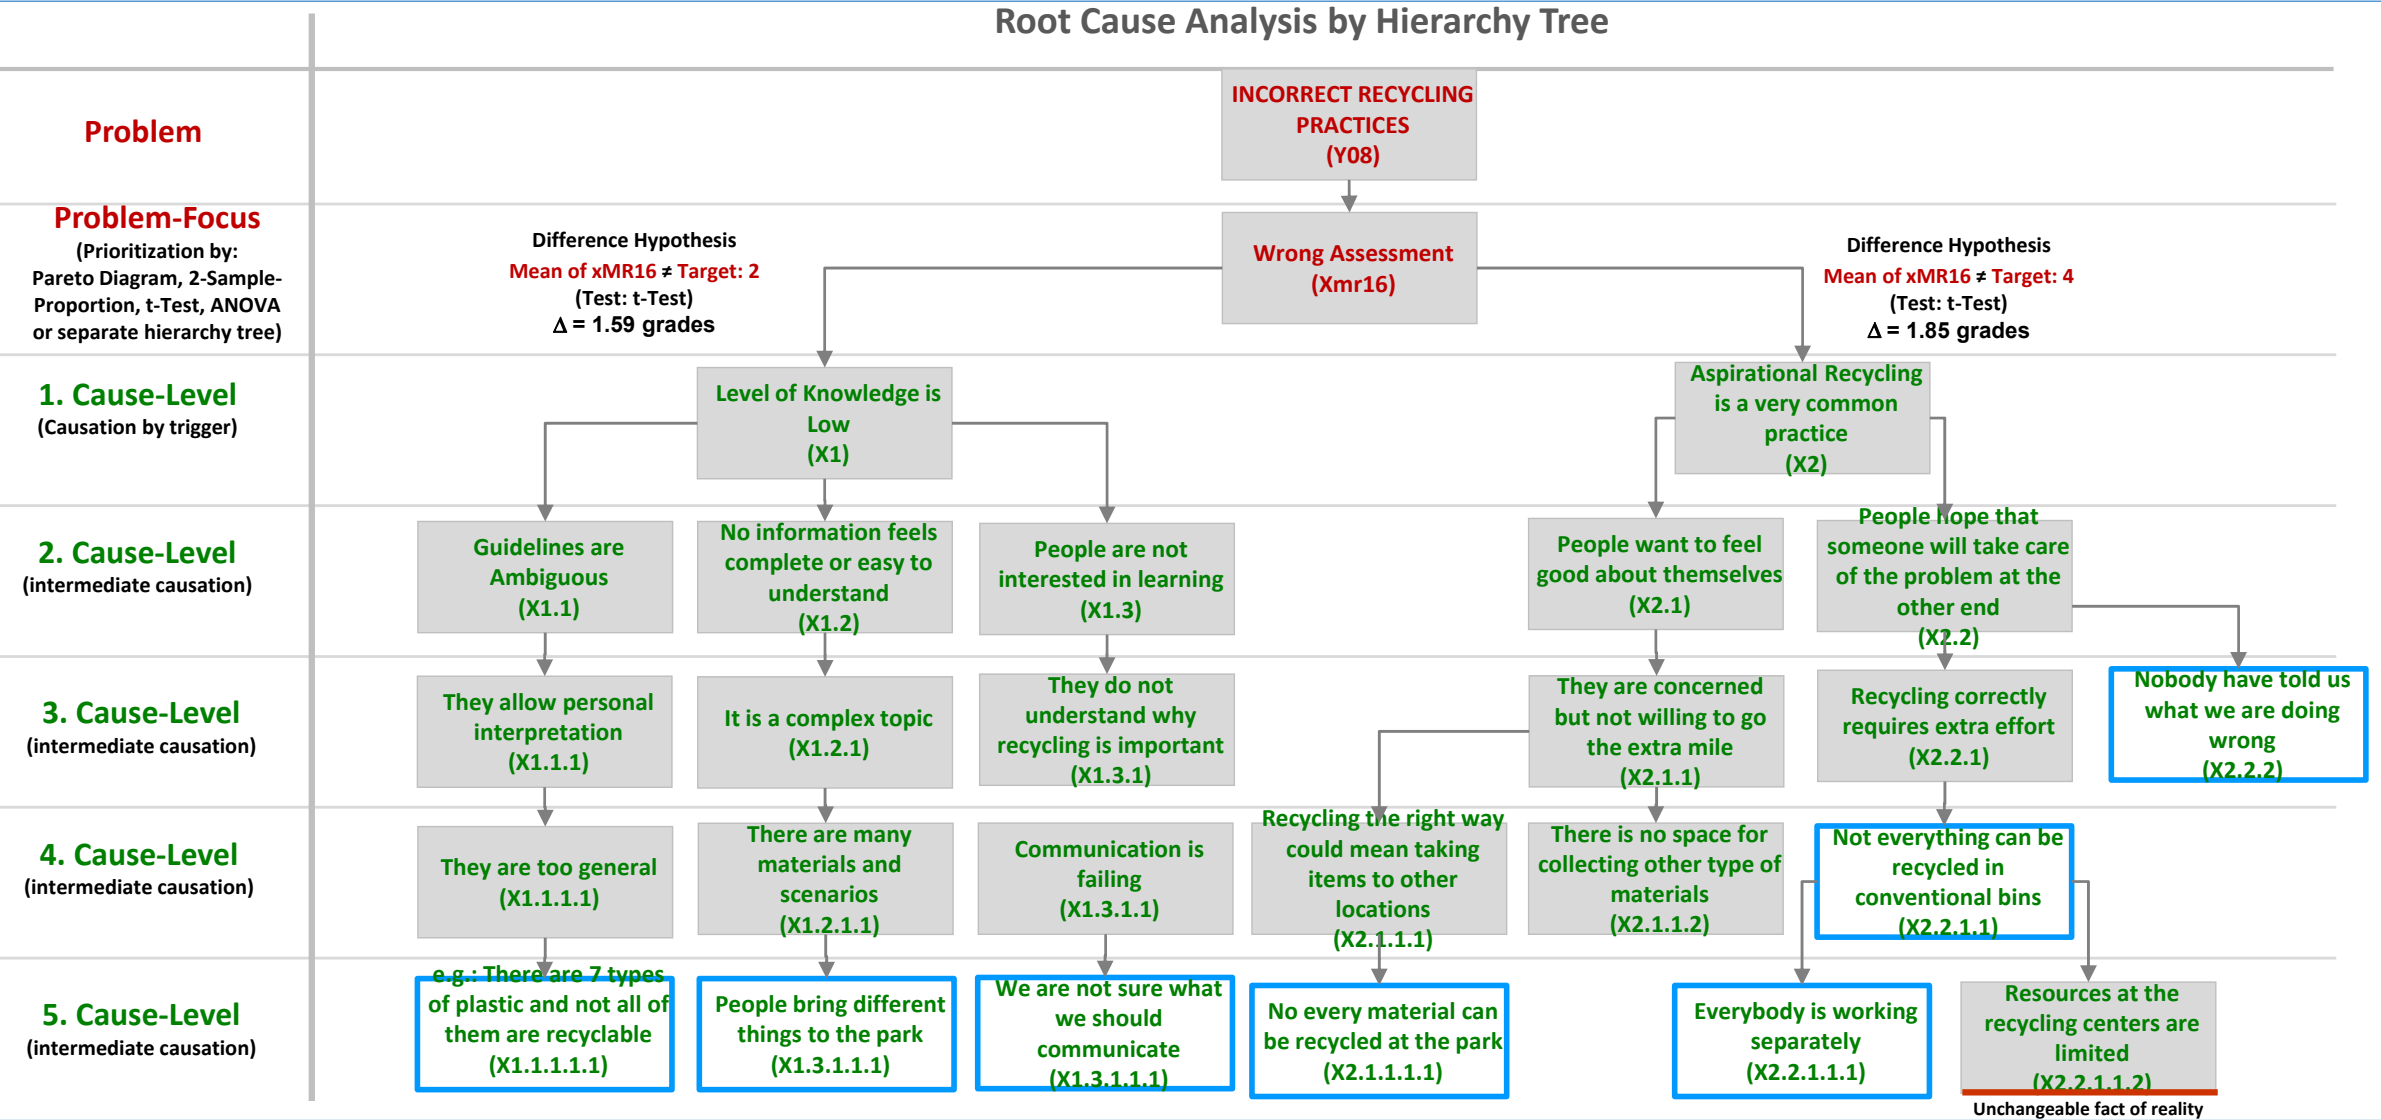 Root Cause Analysis by Hierarchy Tree
Problem
INCORRECT RECYCLING
PRACTICES
(Y08)
Problem-Focus
(Prioritization by:
Pareto Diagram, 2-Sample-
Proportion, t-Test, ANOVA
or separate hierarchy tree)
Difference Hypothesis
Mean of xMR16 ≠ Target: 2
(Test: t-Test)
Δ = 1.59 grades
Wrong Assessment
(Xmr16)
Difference Hypothesis
Mean of xMR16 ≠ Target: 4
(Test: t-Test)
Δ = 1.85 grades
1. Cause-Level
(Causation by trigger)
Level of Knowledge is
Low
(X1)
Aspirational Recycling
is a very common
practice
(X2)
2. Cause-Level
(intermediate causation)
Guidelines are
Ambiguous
(X1.1)
No information feels
complete or easy to
understand
(X1.2)
People are not
interested in learning
(X1.3)
People want to feel
good about themselves
(X2.1)
People hope that
someone will take care
of the problem at the
other end
(X2.2)
3. Cause-Level
(intermediate causation)
They allow personal
interpretation
(X1.1.1)
It is a complex topic
(X1.2.1)
They do not
understand why
recycling is important
(X1.3.1)
They are concerned
but not willing to go
the extra mile
(X2.1.1)
Recycling correctly
requires extra effort
(X2.2.1)
Nobody have told us
what we are doing
wrong
(X2.2.2)
4. Cause-Level
(intermediate causation)
They are too general
(X1.1.1.1)
There are many
materials and
scenarios
(X1.2.1.1)
Communication is
failing
(X1.3.1.1)
Recycling the right way
could mean taking
items to other
locations
(X2.1.1.1)
There is no space for
collecting other type of
materials
(X2.1.1.2)
Not everything can be
recycled in
conventional bins
(X2.2.1.1)
5. Cause-Level
(intermediate causation)
e.g.: There are 7 types
of plastic and not all of
them are recyclable
(X1.1.1.1.1)
People bring different
things to the park
(X1.3.1.1.1)
We are not sure what
we should
communicate
(X1.3.1.1.1)
No every material can
be recycled at the park
(X2.1.1.1.1)
Everybody is working
separately
(X2.2.1.1.1)
Resources at the
recycling centers are
limited
(X2.2.1.1.2)
Unchangeable fact of reality